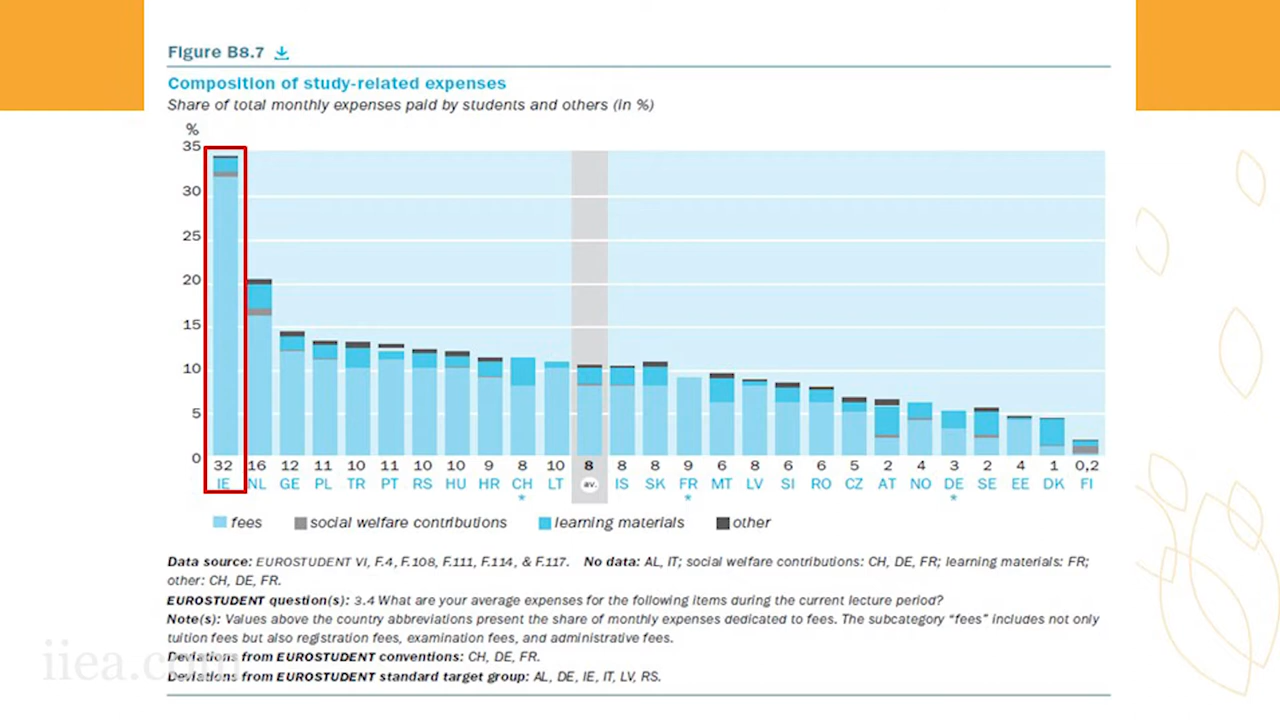 Figure B8.7
Composition of study-related expenses
Share of total monthly expenses paid by students and others (in %)
%
35
30
25
20
15
10
5
0
32 16 12 11 10 11 10 10 9 8 10 8 8 8 9 6 8 6 6 5 2 4 3 2 4 1 0,2
IE NL GE PL TR PT RS HU HR CH LT av. IS SK FR MT LV SI RO CZ AT NO DE SE EE DK FI
* * *
fees social welfare contributions learning materials other
Data source: EUROSTUDENT VI, F.4, F.108, F.111, F.114, & F.117. No data: AL, IT; social welfare contributions: CH, DE, FR; learning materials: FR;
other: CH, DE, FR.
EUROSTUDENT question(s): 3.4 What are your average expenses for the following items during the current lecture period?
Note(s): Values above the country abbreviations present the share of monthly expenses dedicated to fees. The subcategory "fees" includes not only
tuition fees but also registration fees, examination fees, and administrative fees.
Deviations from EUROSTUDENT conventions: CH, DE, FR.
iiea.com
Deviations from EUROSTUDENT standard target group: AL, DE, IE, IT, LV, RS.